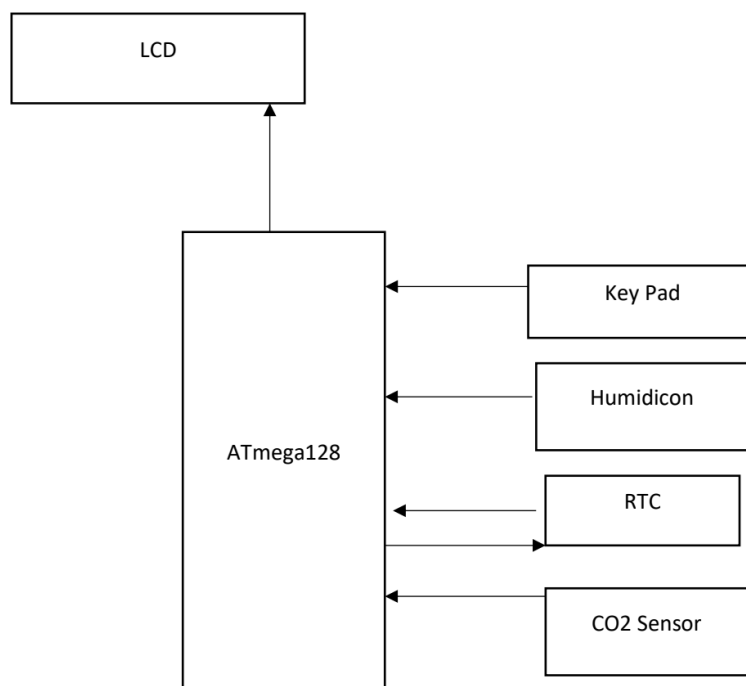 LCD
Key Pad
Humidicon
ATmega128
RTC
CO2 Sensor